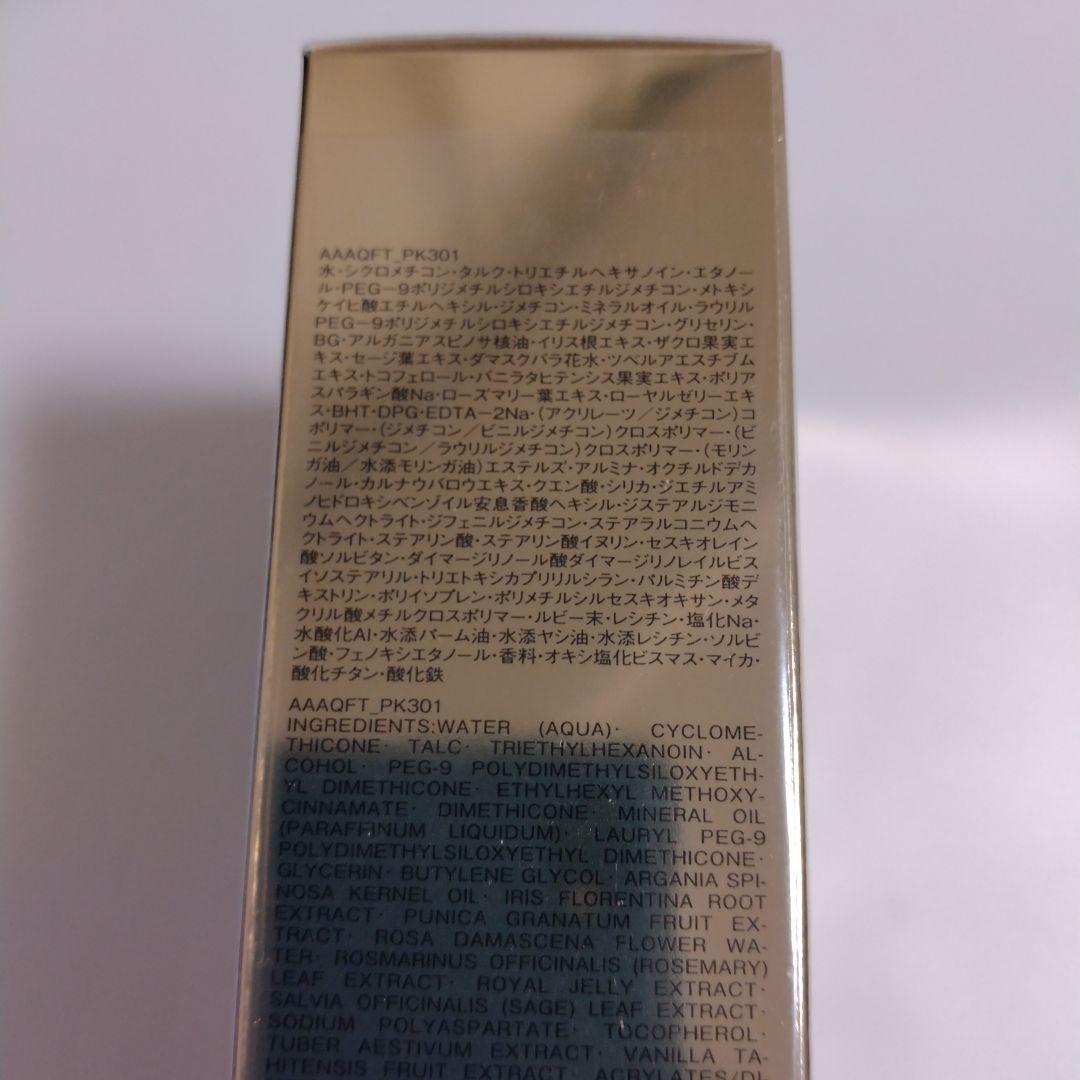 AAAQFT_PK301
水・シクロメチコン・タルク・トリエチルヘキサノイン・エタノー
ル・PEG－9ポリジメチルシロキシエチルジメチコン・メトキシ
ケイヒ酸エチルヘキシル・ジメチコン・ミネラルオイル・ラウリル
PEG－9ポリジメチルシロキシエチルジメチコン・グリセリン・
BG・アルガニアスピノサ核油・イリス根エキス・ザクロ果実エ
キス・セージ葉エキス・ダマスクバラ花水・ツベルアエスチブム
エキス・トコフェロール・バニラタヒテンシス果実エキス・ポリア
スパラギン酸Na・ローズマリー葉エキス・ローヤルゼリーエキ
ス・BHT・DPG・EDTA－2Na・（アクリレーツ／ジメチコン）コ
ポリマー・（ジメチコン／ビニルジメチコン）クロスポリマー・（ビ
ニルジメチコン／ラウリルジメチコン）クロスポリマー・（モリン
ガ油／水添モリンガ油）エステルズ・アルミナ・オクチルドデカ
ノール・カルナウバロウエキス・クエン酸・シリカ・ジエチルアミ
ノヒドロキシベンゾイル安息香酸ヘキシル・ジステアルジモニ
ウムヘクトライト・ジフェニルジメチコン・ステアラルコニウムヘ
クトライト・ステアリン酸・ステアリン酸イヌリン・セスキオレイン
酸ソルビタン・ダイマージリノール酸ダイマージリノレイルビス
イソステアリル・トリエトキシカプリリルシラン・パルミチン酸デ
キストリン・ポリイソプレン・ポリメチルシルセスキオキサン・メタ
クリル酸メチルクロスポリマー・ルビー末・レシチン・塩化Na・
水酸化Al・水添パーム油・水添ヤシ油・水添レシチン・ソルビ
ン酸・フェノキシエタノール・香料・オキシ塩化ビスマス・マイカ・
酸化チタン・酸化鉄
AAAQFT_PK301
INGREDIENTS:WATER (AQUA)・ CYCLOME-
THICONE・ TALC・ TRIETHYLHEXANOIN・ AL-
COHOL・ PEG-9 POLYDIMETHYLSILOXYETH-
YL DIMETHICONE・ ETHYLHEXYL METHOXY-
CINNAMATE・ DIMETHICONE・ MINERAL OIL
(PARAFFINUM LIQUIDUM)・ LAURYL PEG-9
POLYDIMETHYLSILOXYETHYL DIMETHICONE・
GLYCERIN・ BUTYLENE GLYCOL・ ARGANIA SPI-
NOSA KERNEL OIL・ IRIS FLORENTINA ROOT
EXTRACT・ PUNICA GRANATUM FRUIT EX-
TRACT・ ROSA DAMASCENA FLOWER WA-
TER・ ROSMARINUS OFFICINALIS (ROSEMARY)
LEAF EXTRACT・ ROYAL JELLY EXTRACT・
SALVIA OFFICINALIS (SAGE) LEAF EXTRACT・
SODIUM POLYASPARTATE・ TOCOPHEROL・
TUBER AESTIVUM EXTRACT・ VANILLA TA-
HITENSIS FRUIT EXTRACT・ ACRYLATES/DI-